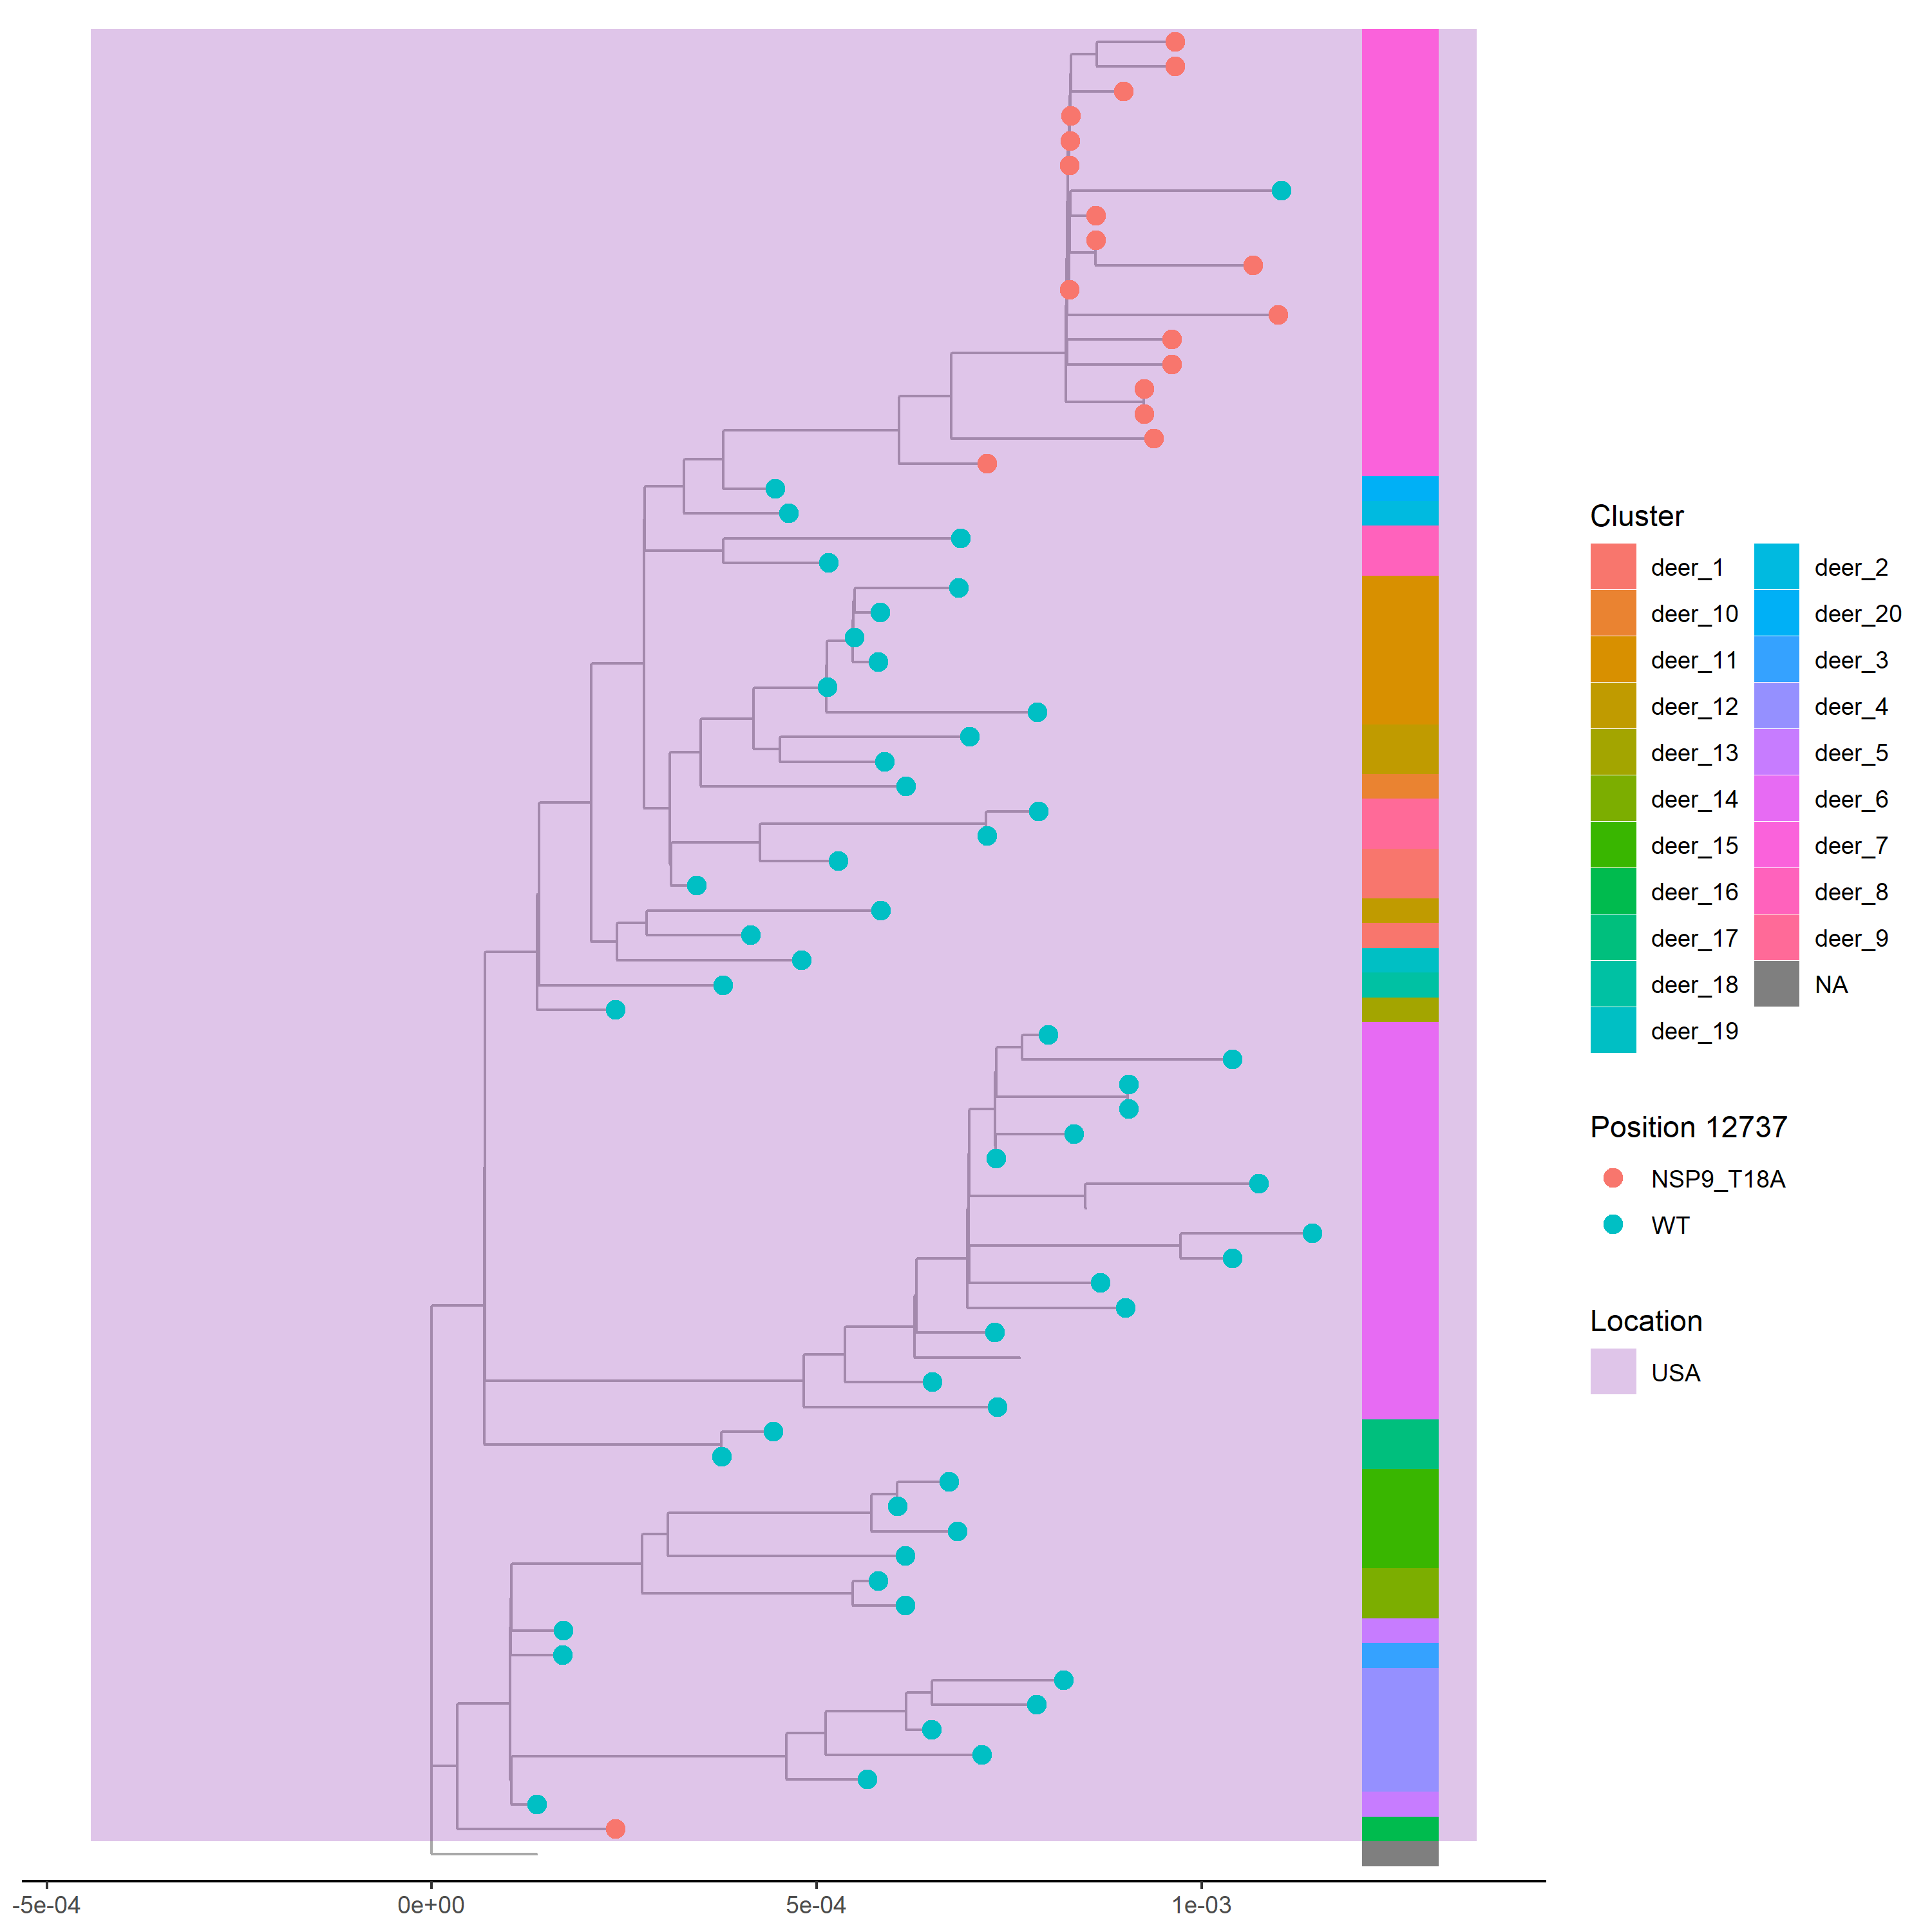 Cluster
deer_1
deer_10
deer_11
deer_12
deer_13
deer_14
deer_15
deer_16
deer_17
deer_18
deer_19
deer_2
deer_20
deer_3
deer_4
deer_5
deer_6
deer_7
deer_8
deer_9
NA
Position 12737
NSP9_T18A
WT
Location
USA
-5e-04
0e+00
5e-04
1e-03